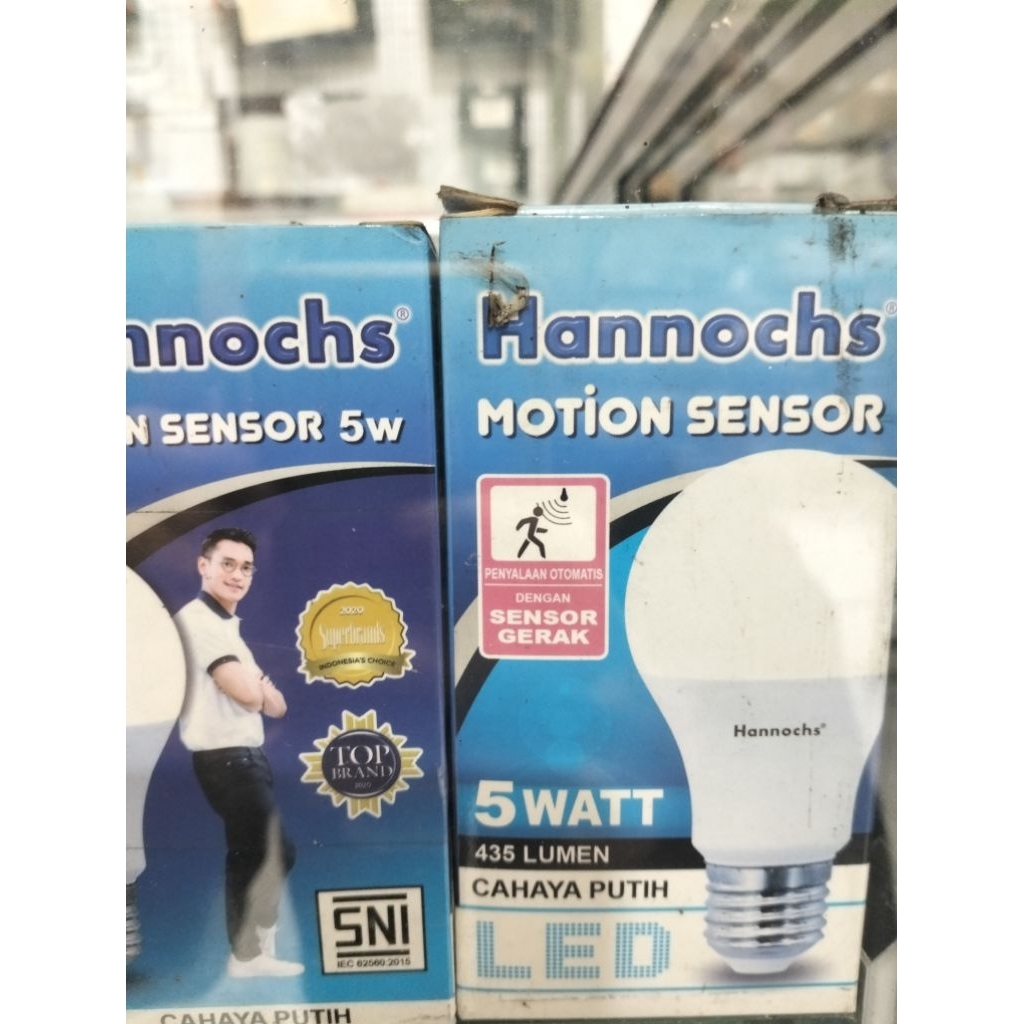 nnochs®
N SENSOR 5W
2020
Superbrands
INDONESIA'S CHOICE
TOP
BRAND
2020
SNI
IEC 62560:2015
CAHAYA PUTIH
Hannochs®
MOTION SENSOR
PENYALAAN OTOMATIS
DENGAN
SENSOR
GERAK
Hannochs®
5 WATT
435 LUMEN
CAHAYA PUTIH
LED